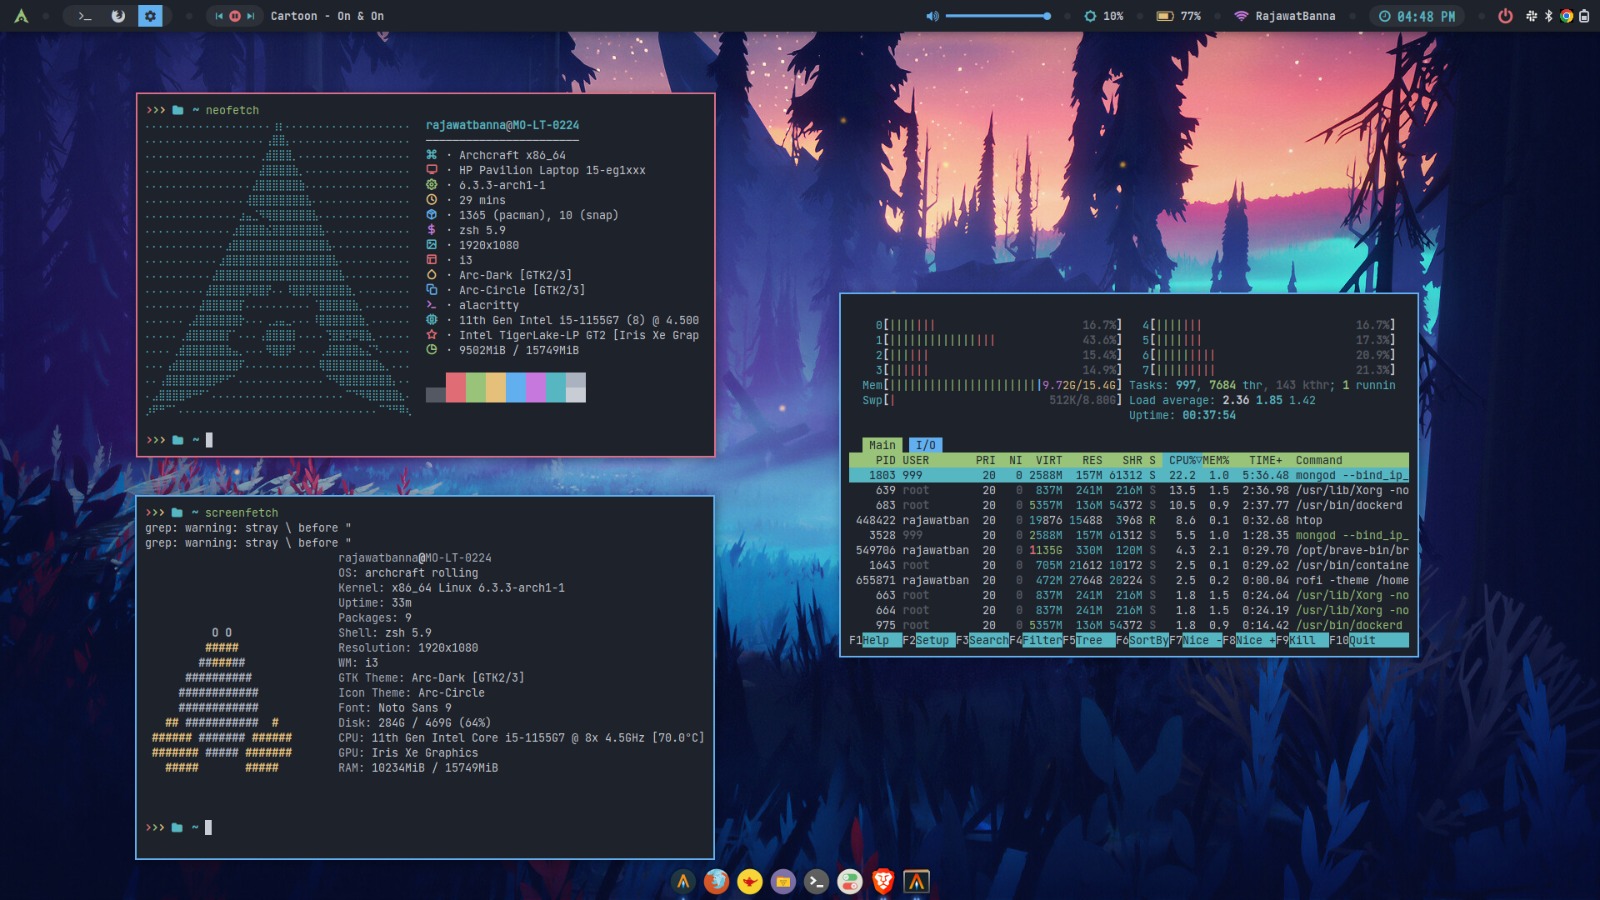 Cartoon - On & On
10%
77%
RajawatBanna
04:48 PM
>>> ~ neofetch
rajawatbanna@MO-LT-0224
· Archcraft x86_64
· HP Pavilion Laptop 15-eg1xxx
· 6.3.3-arch1-1
· 29 mins
· 1365 (pacman), 10 (snap)
· zsh 5.9
· 1920x1080
· i3
· Arc-Dark [GTK2/3]
· Arc-Circle [GTK2/3]
· alacritty
· 11th Gen Intel i5-1155G7 (8) @ 4.500
· Intel TigerLake-LP GT2 [Iris Xe Grap
· 9502MiB / 15749MiB
>>> ~
>>> ~ screenfetch
grep: warning: stray \ before "
grep: warning: stray \ before "
rajawatbanna@MO-LT-0224
OS: archcraft rolling
Kernel: x86_64 Linux 6.3.3-arch1-1
Uptime: 33m
Packages: 9
Shell: zsh 5.9
Resolution: 1920x1080
WM: i3
GTK Theme: Arc-Dark [GTK2/3]
Icon Theme: Arc-Circle
Font: Noto Sans 9
Disk: 284G / 469G (64%)
CPU: 11th Gen Intel Core i5-1155G7 @ 8x 4.5GHz [70.0°C]
GPU: Iris Xe Graphics
RAM: 10234MiB / 15749MiB
>>> ~
0[||||||| 16.7%] 4[||||||| 16.7%]
1[|||||||||||||||| 43.6%] 5[||||||| 17.3%]
2[|||||| 15.4%] 6[||||||||| 20.9%]
3[|||||| 14.9%] 7[||||||||| 21.3%]
Mem[|||||||||||||||||||||||9.72G/15.4G] Tasks: 997, 7684 thr, 143 kthr; 1 runnin
Swp[| 512K/8.80G] Load average: 2.36 1.85 1.42
Uptime: 00:37:54
Main I/O
PID USER PRI NI VIRT RES SHR S CPU%▽MEM% TIME+ Command
1803 999 20 0 2588M 157M 61312 S 22.2 1.0 5:36.48 mongod --bind_ip_
639 root 20 0 837M 241M 216M S 13.5 1.5 2:36.98 /usr/lib/Xorg -no
683 root 20 0 5357M 136M 54372 S 10.5 0.9 2:37.77 /usr/bin/dockerd
448422 rajawatban 20 0 19876 15488 3968 R 8.6 0.1 0:32.68 htop
3528 999 20 0 2588M 157M 61312 S 5.5 1.0 1:28.35 mongod --bind_ip_
549706 rajawatban 20 0 1135G 330M 120M S 4.3 2.1 0:29.70 /opt/brave-bin/br
1643 root 20 0 705M 21612 10172 S 2.5 0.1 0:29.62 /usr/bin/containe
655871 rajawatban 20 0 472M 27648 20224 S 2.5 0.2 0:00.04 rofi -theme /home
663 root 20 0 837M 241M 216M S 1.8 1.5 0:24.64 /usr/lib/Xorg -no
664 root 20 0 837M 241M 216M S 1.8 1.5 0:24.19 /usr/lib/Xorg -no
975 root 20 0 5357M 136M 54372 S 1.8 0.9 0:14.42 /usr/bin/dockerd
F1Help F2Setup F3SearchF4FilterF5Tree F6SortByF7Nice -F8Nice +F9Kill F10Quit